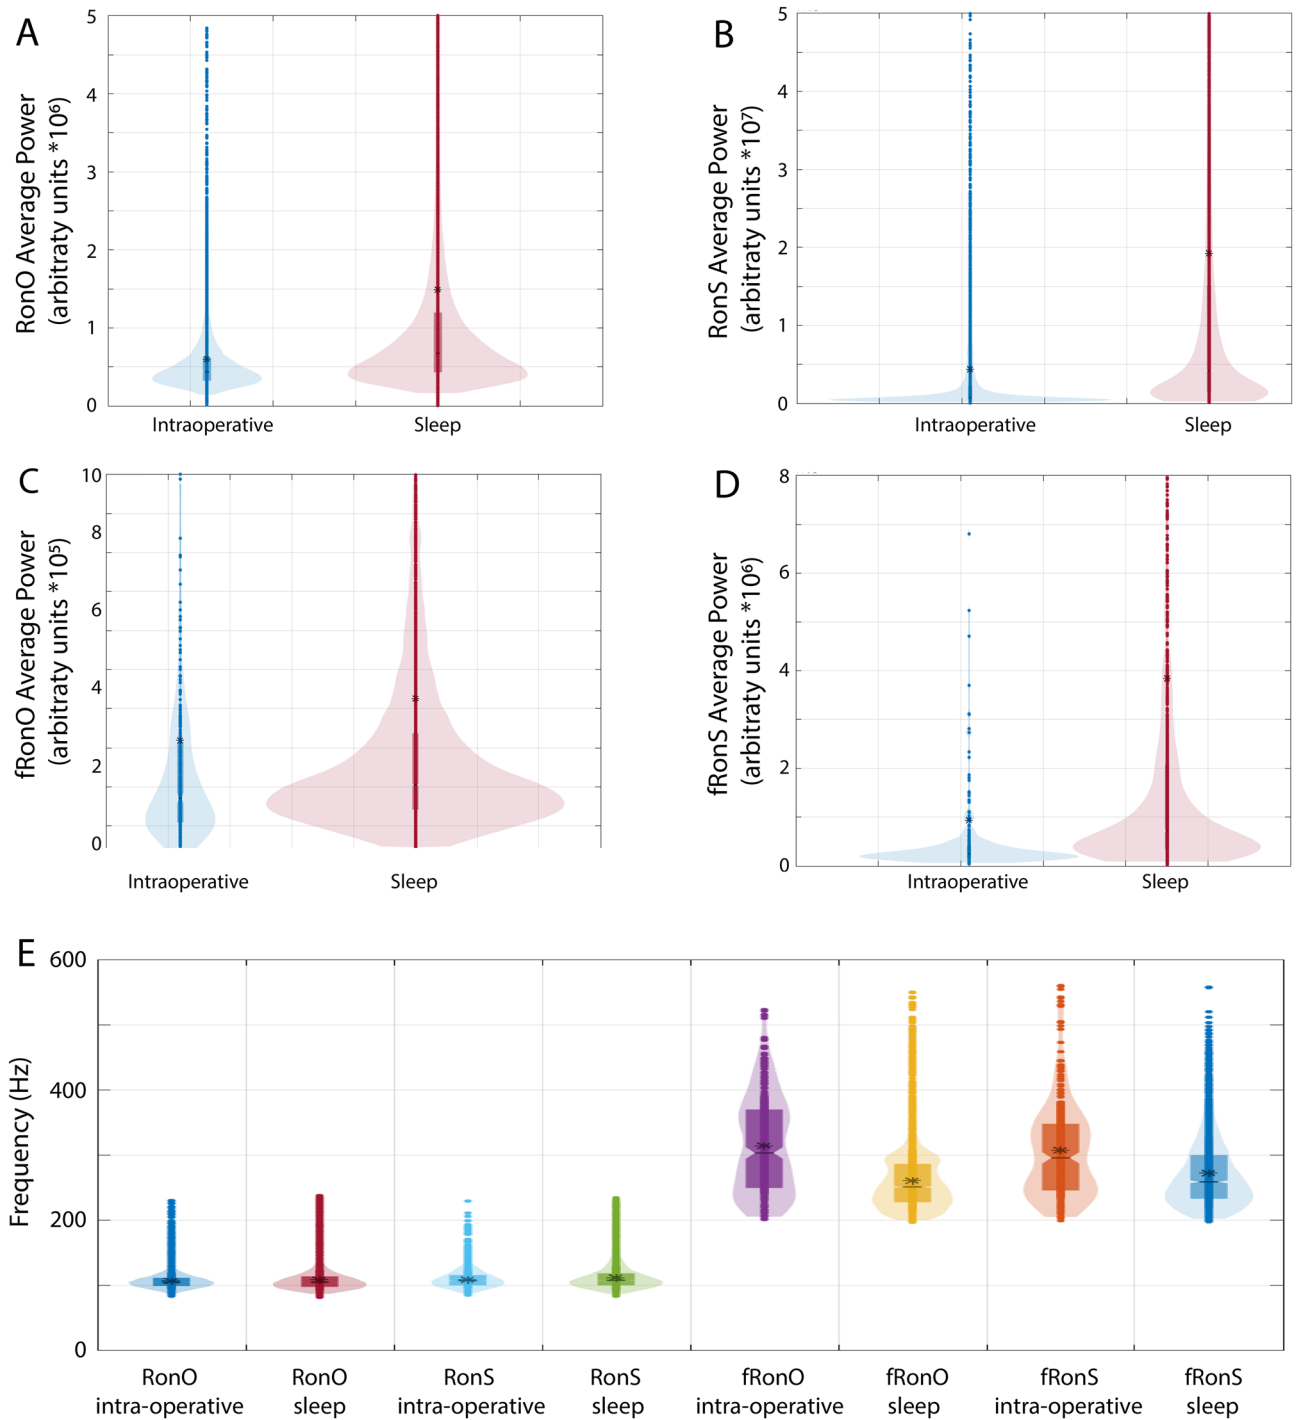 A
RonO Average Power
(arbitraty units *10⁶)
5
4
3
2
1
0
Intraoperative
Sleep
B
RonS Average Power
(arbitraty units *10⁷)
5
4
3
2
1
0
Intraoperative
Sleep
C
fRonO Average Power
(arbitraty units *10⁵)
10
8
6
4
2
0
Intraoperative
Sleep
D
fRonS Average Power
(arbitraty units *10⁶)
8
6
4
2
0
Intraoperative
Sleep
E
Frequency (Hz)
600
400
200
0
RonO
intra-operative
RonO
sleep
RonS
intra-operative
RonS
sleep
fRonO
intra-operative
fRonO
sleep
fRonS
intra-operative
fRonS
sleep